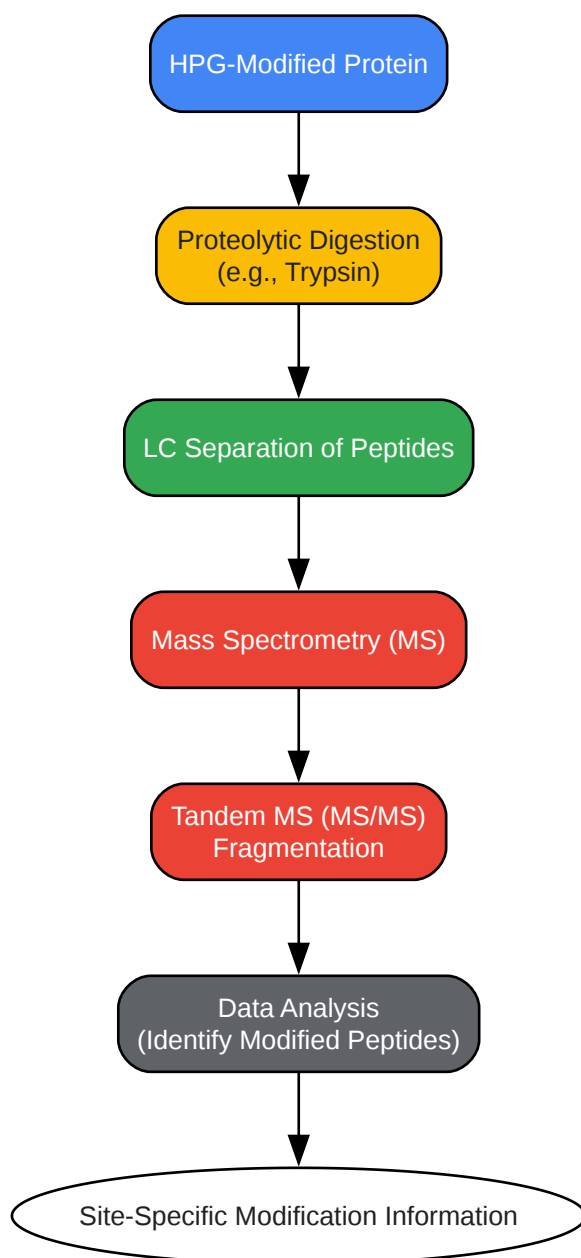 HPG-Modified Protein
Proteolytic Digestion
(e.g., Trypsin)
LC Separation of Peptides
Mass Spectrometry (MS)
Tandem MS (MS/MS)
Fragmentation
Data Analysis
(Identify Modified Peptides)
Site-Specific Modification Information